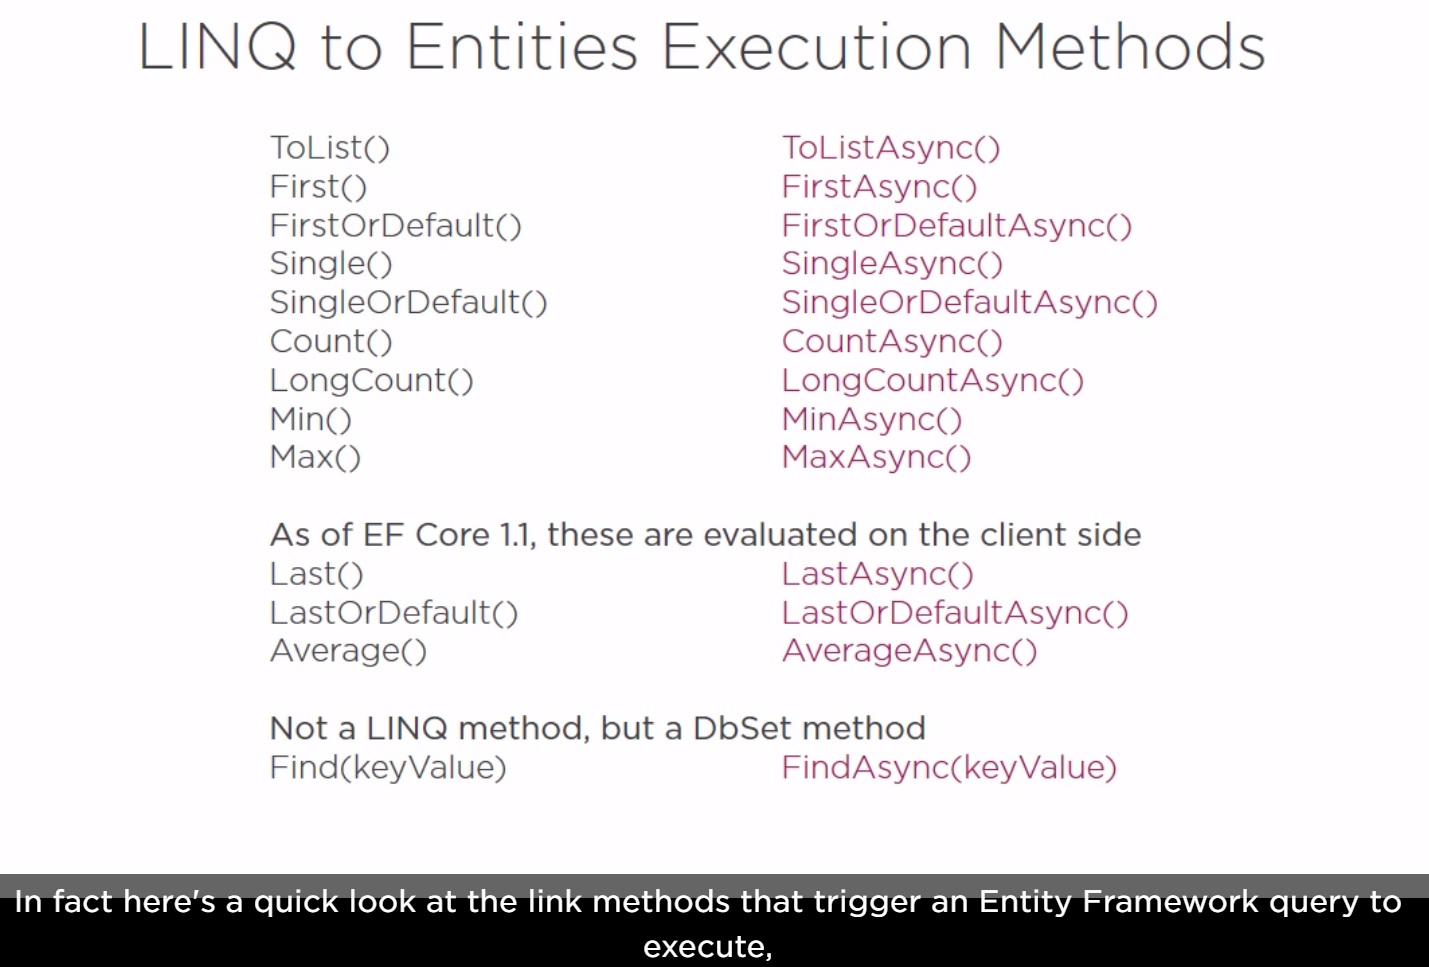 LINQ to Entities Execution Methods
ToList() ToListAsync()
First() FirstAsync()
FirstOrDefault() FirstOrDefaultAsync()
Single() SingleAsync()
SingleOrDefault() SingleOrDefaultAsync()
Count() CountAsync()
LongCount() LongCountAsync()
Min() MinAsync()
Max() MaxAsync()
As of EF Core 1.1, these are evaluated on the client side
Last() LastAsync()
LastOrDefault() LastOrDefaultAsync()
Average() AverageAsync()
Not a LINQ method, but a DbSet method
Find(keyValue) FindAsync(keyValue)
In fact here's a quick look at the link methods that trigger an Entity Framework query to
execute,